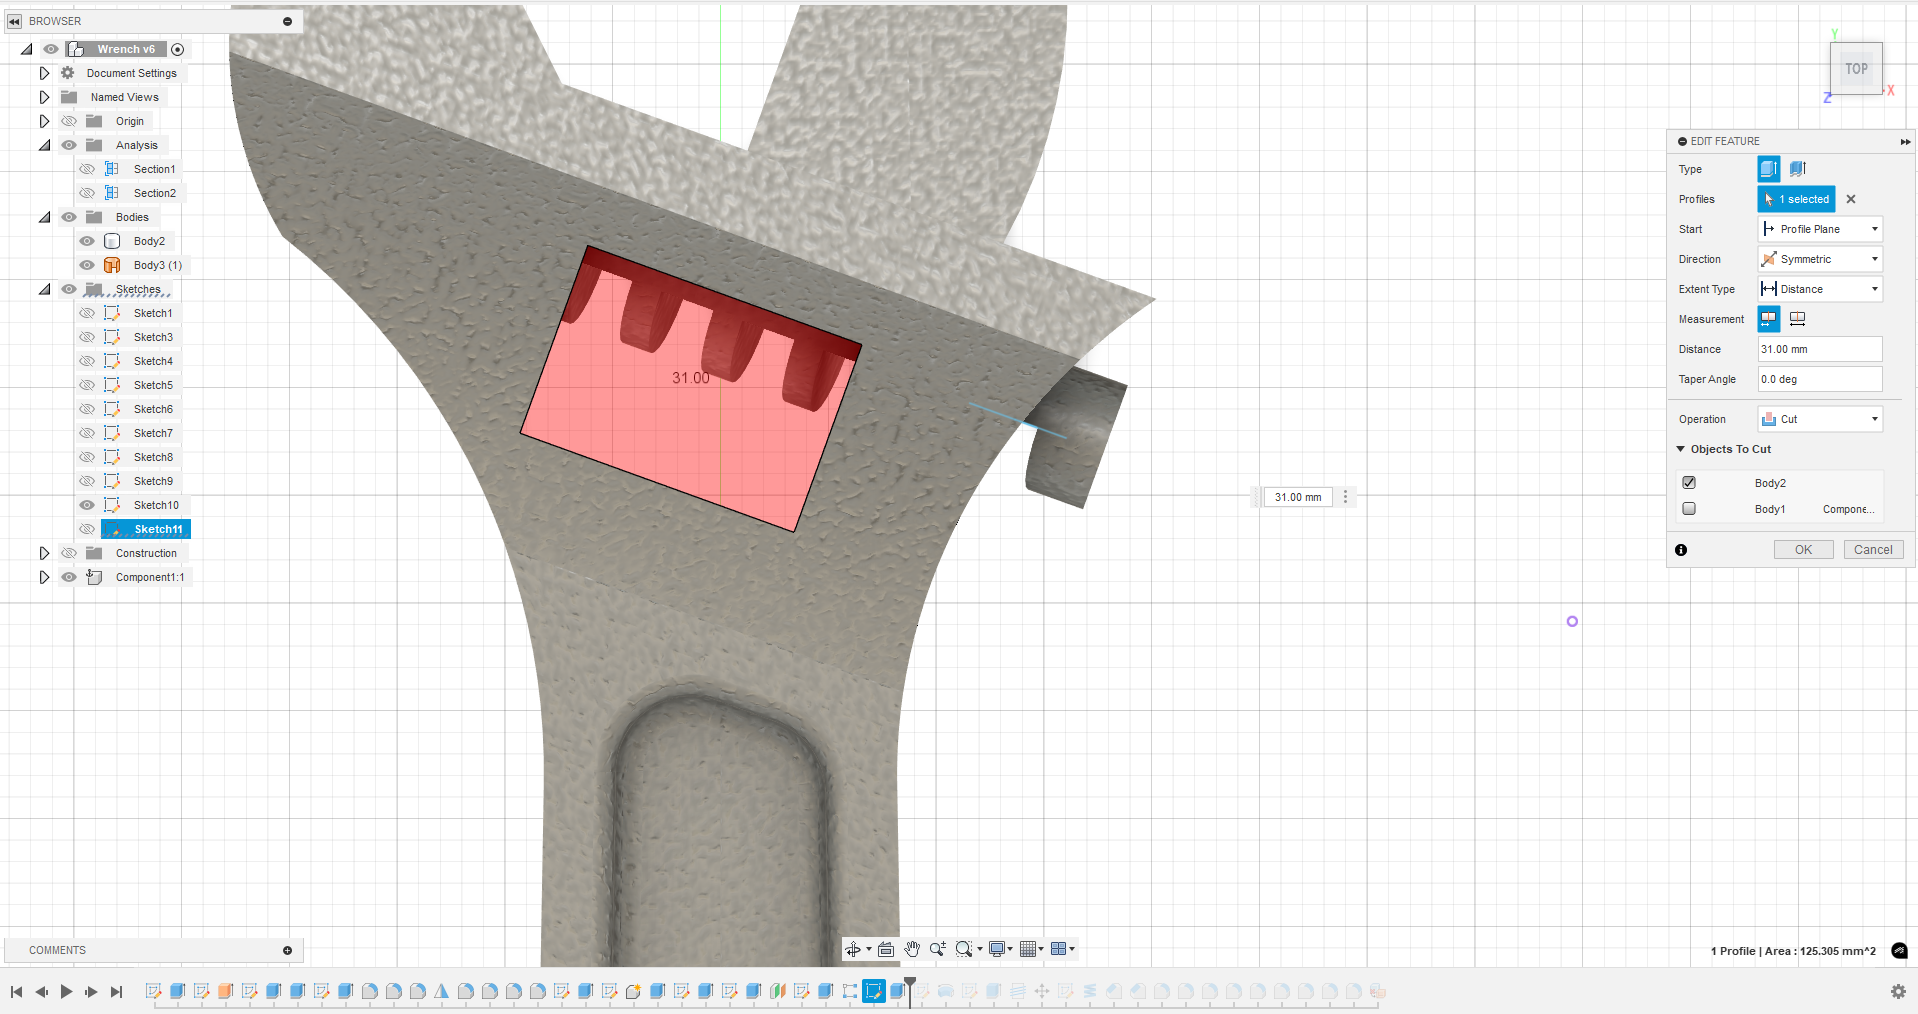 BROWSER
Wrench v6
Document Settings
Named Views
Origin
Analysis
Section1
Section2
Bodies
Body2
Body3 (1)
Sketches
Sketch1
Sketch3
Sketch4
Sketch5
Sketch6
Sketch7
Sketch8
Sketch9
Sketch10
Sketch11
Construction
Component1:1
31.00
31.00 mm
Y
TOP
Z
X
EDIT FEATURE
Type
Profiles 1 selected
Start Profile Plane
Direction Symmetric
Extent Type Distance
Measurement
Distance 31.00 mm
Taper Angle 0.0 deg
Operation Cut
Objects To Cut
Body2
Body1 Compone...
OK Cancel
COMMENTS
1 Profile | Area : 125.305 mm^2